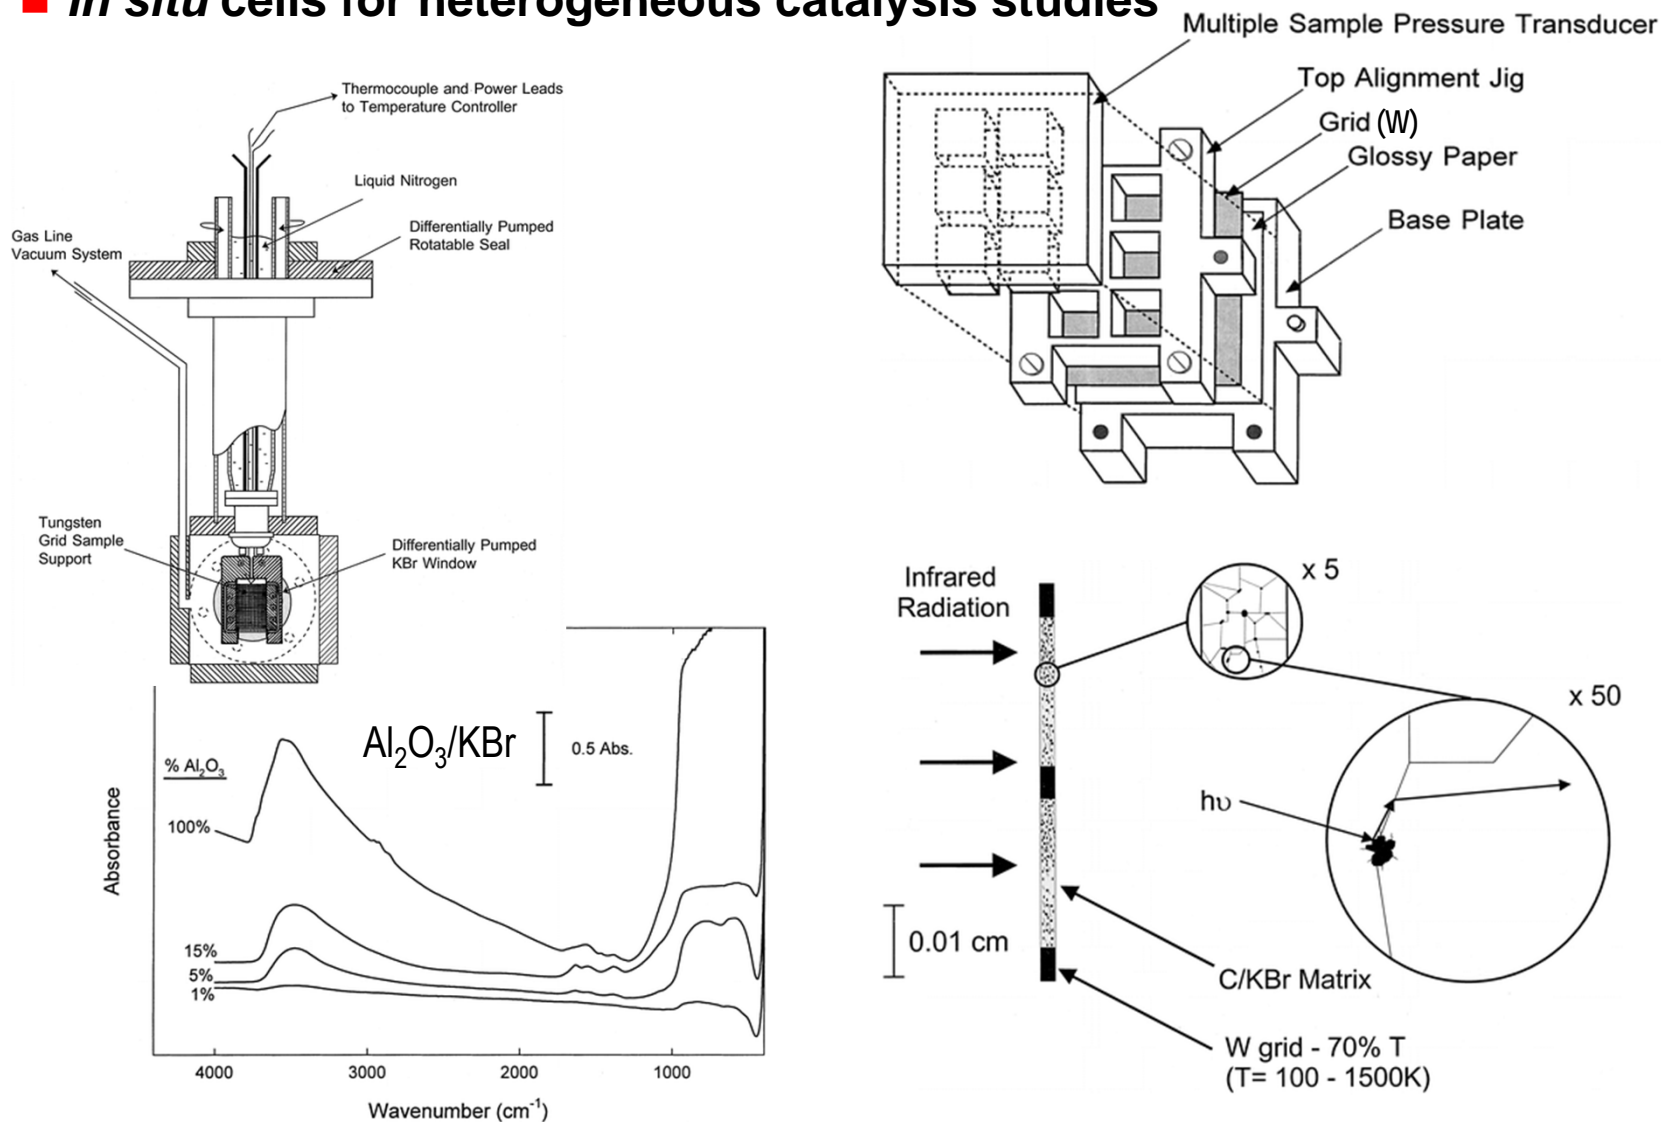 In situ cells for heterogeneous catalysis studies
Thermocouple and Power Leads
to Temperature Controller
Liquid Nitrogen
Differentially Pumped
Rotatable Seal
Gas Line
Vacuum System
Tungsten
Grid Sample
Support
Differentially Pumped
KBr Window
Multiple Sample Pressure Transducer
Top Alignment Jig
Grid (W)
Glossy Paper
Base Plate
Al₂O₃/KBr
0.5 Abs.
% Al₂O₃
100%
15%
5%
1%
Absorbance
4000
3000
2000
1000
Wavenumber (cm⁻¹)
Infrared
Radiation
x 5
x 50
hυ
0.01 cm
C/KBr Matrix
W grid - 70% T
(T= 100 - 1500K)